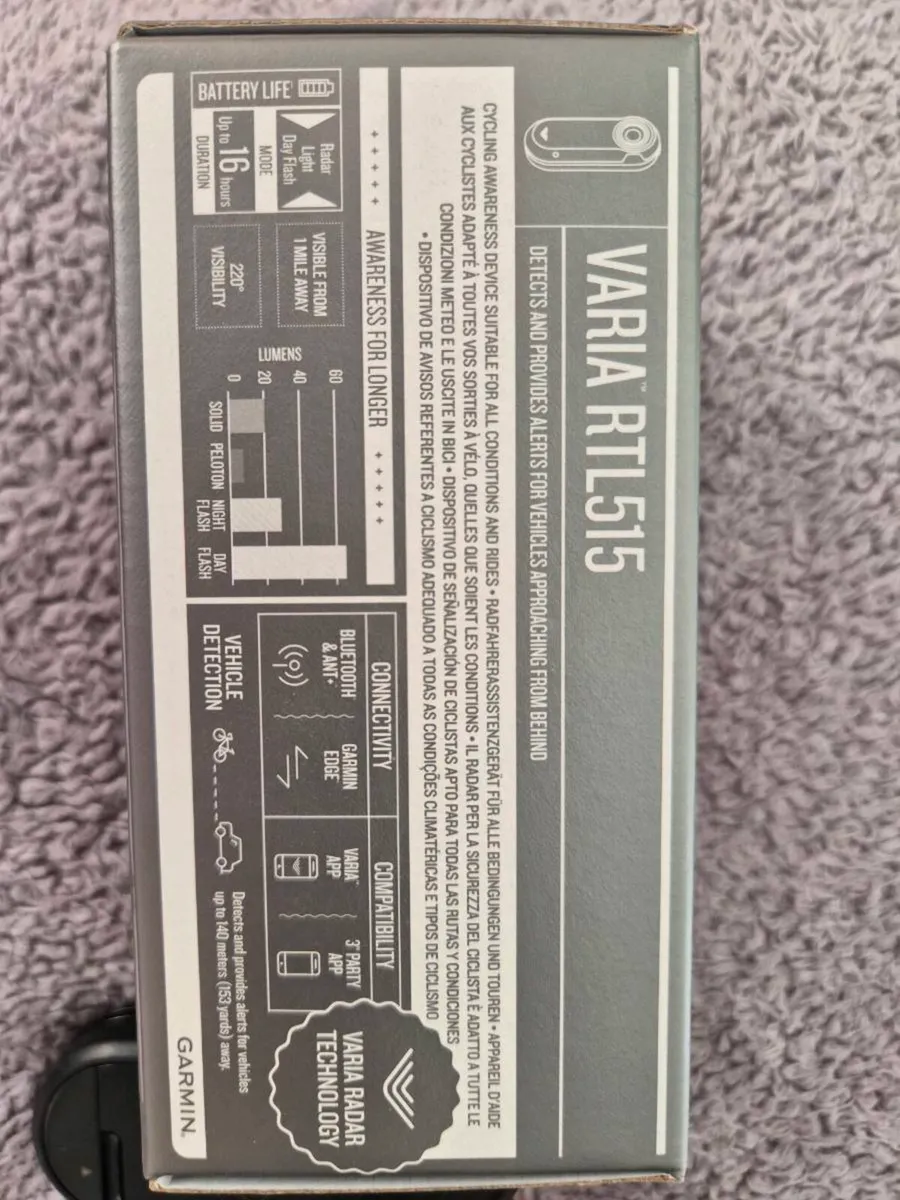 VARIA™ RTL515
DETECTS AND PROVIDES ALERTS FOR VEHICLES APPROACHING FROM BEHIND
CYCLING AWARENESS DEVICE SUITABLE FOR ALL CONDITIONS AND RIDES • RADFAHRERASSISTENZGERÄT FÜR ALLE BEDINGUNGEN UND TOUREN • APPAREIL D'AIDE
AUX CYCLISTES ADAPTÉ À TOUTES VOS SORTIES À VÉLO, QUELLES QUE SOIENT LES CONDITIONS • IL RADAR PER LA SICUREZZA DEL CICLISTA È ADATTO A TUTTE LE
CONDIZIONI METEO E LE USCITE IN BICI • DISPOSITIVO DE SEÑALIZACIÓN DE CICLISTAS APTO PARA TODAS LAS RUTAS Y CONDICIONES
• DISPOSITIVO DE AVISOS REFERENTES A CICLISMO ADEQUADO A TODAS AS CONDIÇÕES CLIMATÉRICAS E TIPOS DE CICLISMO
+ + + + + AWARENESS FOR LONGER + + + + +
BATTERY LIFE
Radar
Light
Day Flash
MODE
Up to 16 hours
DURATION
VISIBLE FROM
1 MILE AWAY
220°
VISIBILITY
LUMENS
60
40
20
0
SOLID
PELOTON
NIGHT
FLASH
DAY
FLASH
CONNECTIVITY
BLUETOOTH
& ANT+
GARMIN
EDGE
COMPATIBILITY
VARIA™
APP
3RD PARTY
APP
VEHICLE
DETECTION
Detects and provides alerts for vehicles
up to 140 meters (153 yards) away.
VARIA RADAR
TECHNOLOGY
GARMIN.